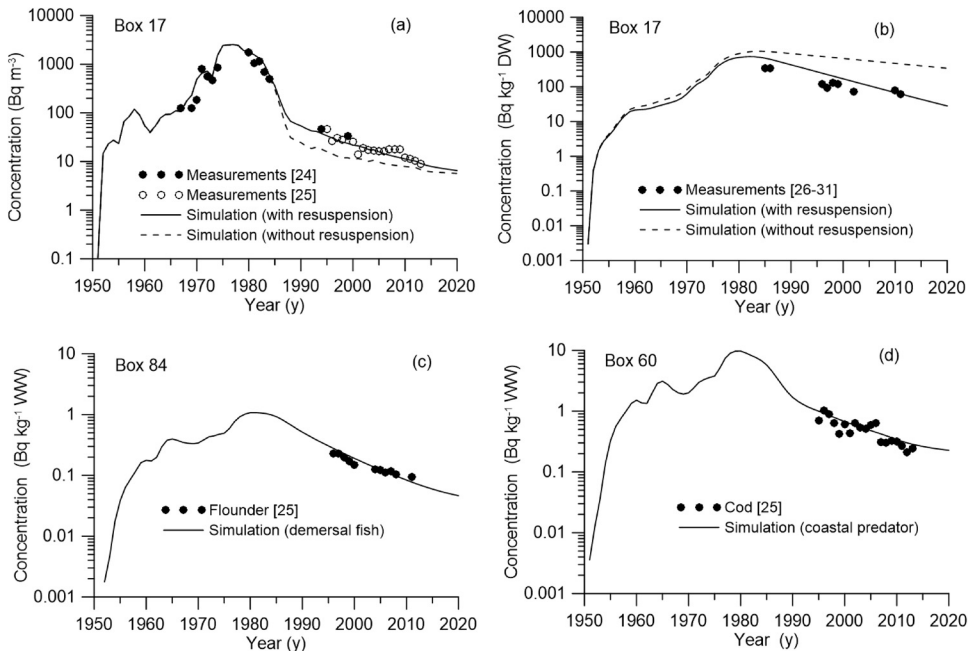 Box 17
(a)
Concentration (Bq m⁻³)
10000
1000
100
10
1
0.1
Measurements [24]
Measurements [25]
Simulation (with resuspension)
Simulation (without resuspension)
1950 1960 1970 1980 1990 2000 2010 2020
Year (y)
Box 17
(b)
Concentration (Bq kg⁻¹ DW)
10000
1000
100
10
1
0.1
0.01
0.001
Measurements [26-31]
Simulation (with resuspension)
Simulation (without resuspension)
1950 1960 1970 1980 1990 2000 2010 2020
Year (y)
Box 84
(c)
Concentration (Bq kg⁻¹ WW)
10
1
0.1
0.01
0.001
Flounder [25]
Simulation (demersal fish)
1950 1960 1970 1980 1990 2000 2010 2020
Year (y)
Box 60
(d)
Concentration (Bq kg⁻¹ WW)
10
1
0.1
0.01
0.001
Cod [25]
Simulation (coastal predator)
1950 1960 1970 1980 1990 2000 2010 2020
Year (y)